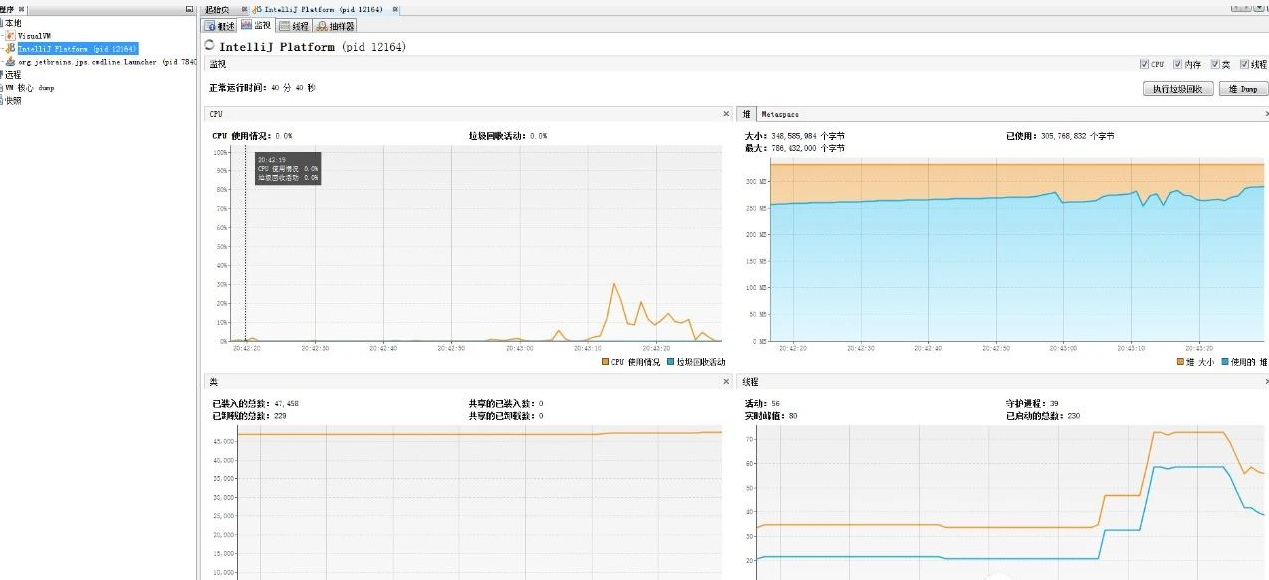 程序
本地
VisualVM
IntelliJ Platform (pid 12164)
org.jetbrains.jps.cmdline.Launcher (pid 784
远程
VM 核心 dump
快照
起始页 IntelliJ Platform (pid 12164)
概述 监视 线程 抽样器
IntelliJ Platform (pid 12164)
监视 CPU 内存 类 线程
正常运行时间: 40 分 40 秒 执行垃圾回收 堆 Dump
CPU
CPU 使用情况: 0.0% 垃圾回收活动: 0.0%
20:42:19
CPU 使用情况 0.0%
垃圾回收活动 0.0%
100%
90%
80%
70%
60%
50%
40%
30%
20%
10%
0%
20:42:20 20:42:30 20:42:40 20:42:50 20:43:00 20:43:10 20:43:20
CPU 使用情况 垃圾回收活动
堆 Metaspace
大小: 348,585,984 个字节 已使用: 305,768,832 个字节
最大: 786,432,000 个字节
300 MB
250 MB
200 MB
150 MB
100 MB
50 MB
0 MB
20:42:20 20:42:30 20:42:40 20:42:50 20:43:00 20:43:10 20:43:20
堆 大小 使用的 堆
类
已装入的总数: 47,458 共享的已装入数: 0
已卸载的总数: 229 共享的已卸载数: 0
45,000
40,000
35,000
30,000
25,000
20,000
15,000
10,000
线程
活动: 56 守护进程: 39
实时峰值: 80 已启动的总数: 230
70
60
50
40
30
20